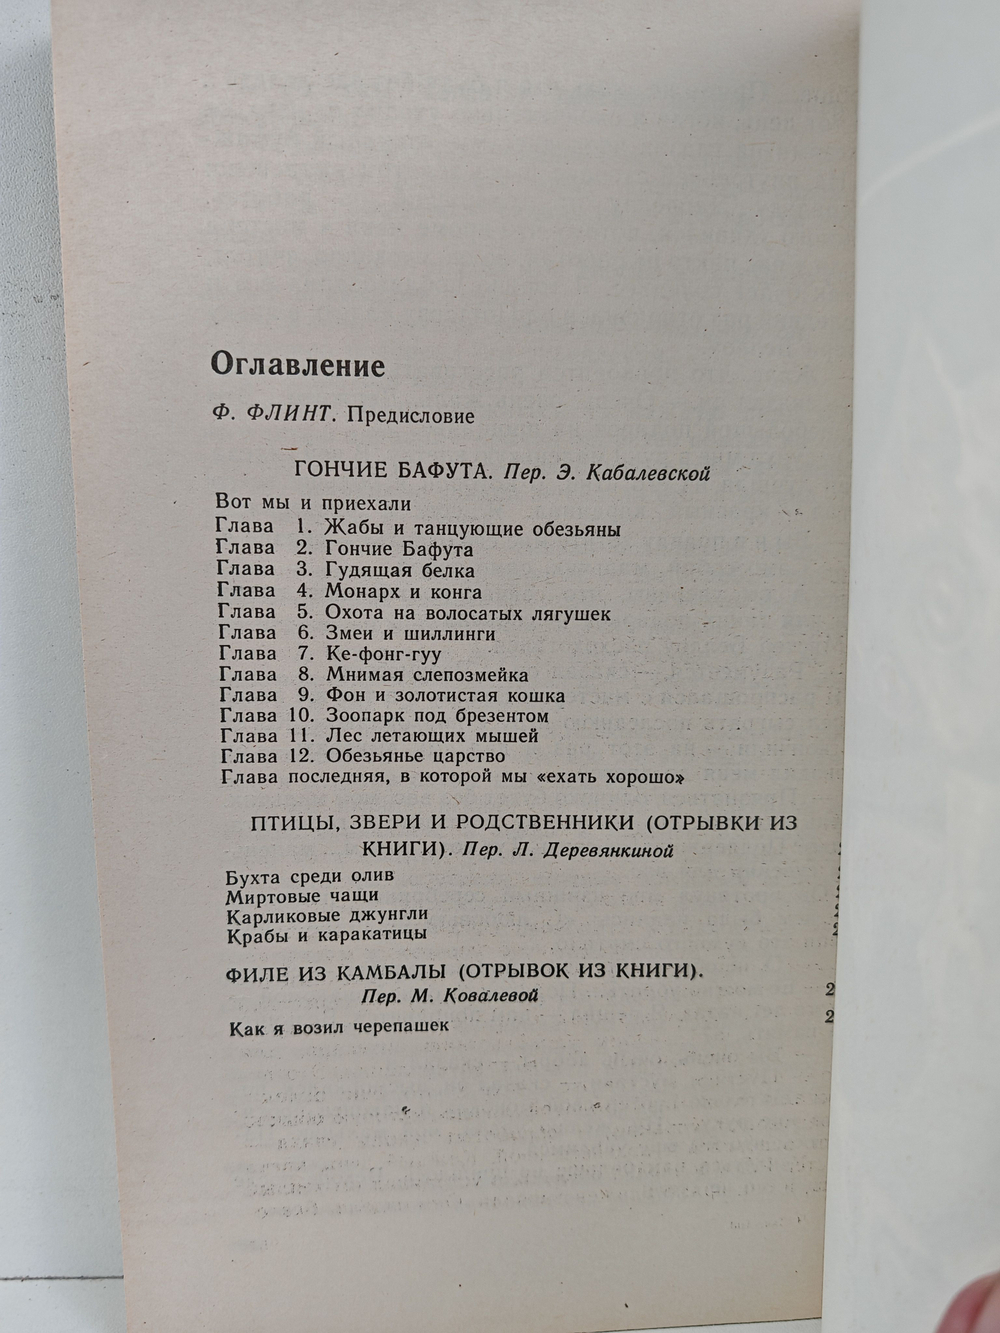 Оглавление
Ф. ФЛИНТ. Предисловие
ГОНЧИЕ БАФУТА. Пер. Э. Кабалевской
Вот мы и приехали
Глава 1. Жабы и танцующие обезьяны
Глава 2. Гончие Бафута
Глава 3. Гудящая белка
Глава 4. Монарх и конга
Глава 5. Охота на волосатых лягушек
Глава 6. Змеи и шиллинги
Глава 7. Ке-фонг-гуу
Глава 8. Мнимая слепозмейка
Глава 9. Фон и золотистая кошка
Глава 10. Зоопарк под брезентом
Глава 11. Лес летающих мышей
Глава 12. Обезьянье царство
Глава последняя, в которой мы «ехать хорошо»
ПТИЦЫ, ЗВЕРИ И РОДСТВЕННИКИ (ОТРЫВКИ ИЗ
КНИГИ). Пер. Л. Деревянкиной
Бухта среди олив
Миртовые чащи
Карликовые джунгли
Крабы и каракатицы
ФИЛЕ ИЗ КАМБАЛЫ (ОТРЫВОК ИЗ КНИГИ).
Пер. М. Ковалевой 2
Как я возил черепашек 2